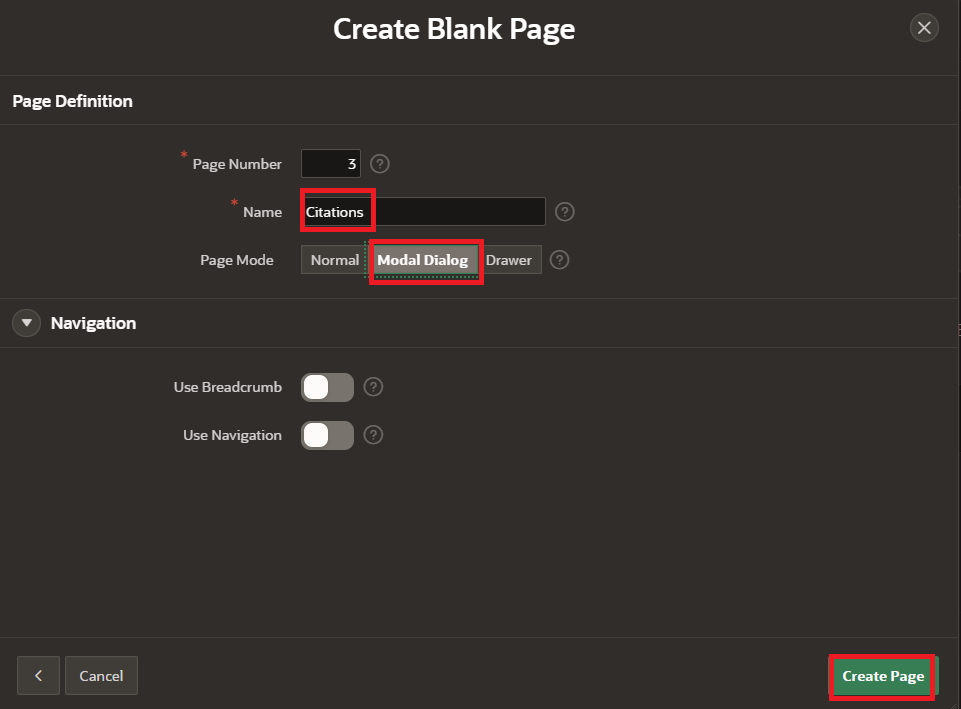 Create Blank Page
Page Definition
* Page Number 3 ?
* Name Citations ?
Page Mode Normal Modal Dialog Drawer ?
Navigation
Use Breadcrumb ?
Use Navigation ?
Cancel Create Page